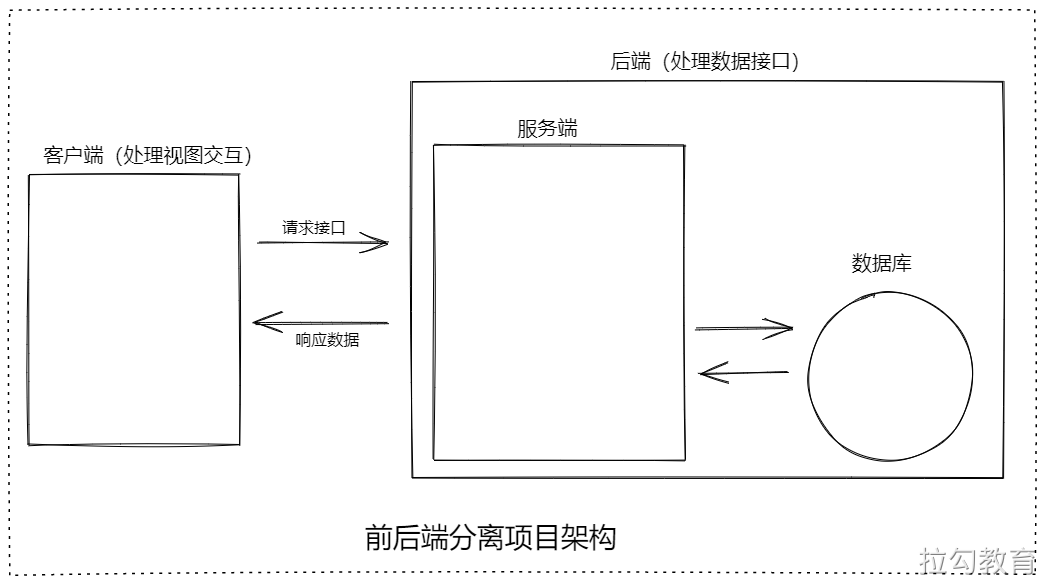 后端（处理数据接口）
服务端
客户端（处理视图交互）
请求接口
响应数据
数据库
前后端分离项目架构
拉勾教育